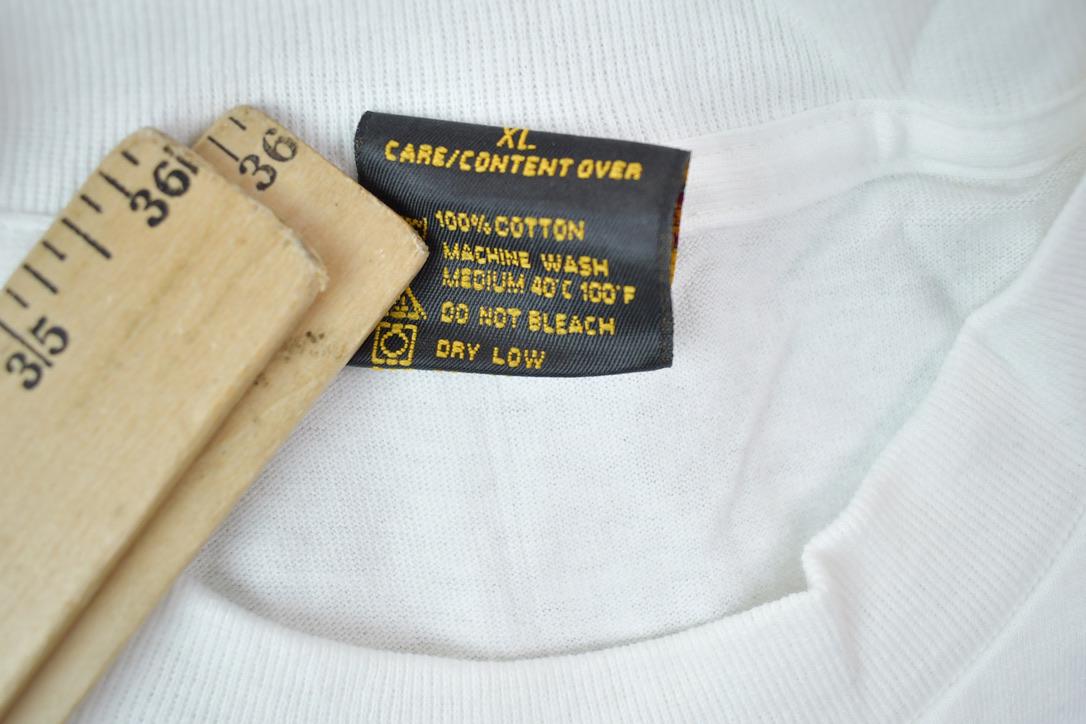 36
36
35
XL
CARE/CONTENT OVER
100% COTTON
MACHINE WASH
MEDIUM 40°C 100°F
DO NOT BLEACH
DRY LOW